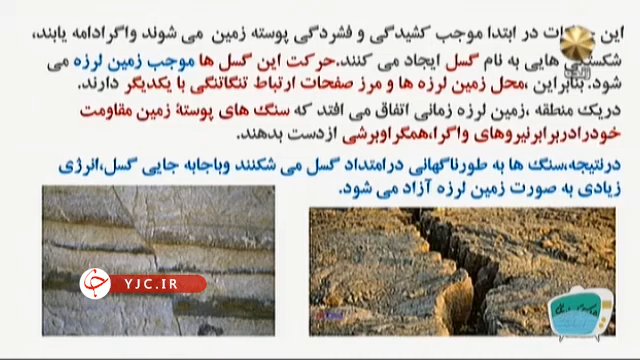 این حرکات در ابتدا موجب کشیدگی و فشردگی پوسته زمین می شوند واگرادامه یابند،
شکستگی هایی به نام گسل ایجاد می کنند.حرکت این گسل ها موجب زمین لرزه می
شود. بنابراین ،محل زمین لرزه ها و مرز صفحات ارتباط تنگاتنگی با یکدیگر دارند.
دریک منطقه ،زمین لرزه زمانی اتفاق می افتد که سنگ های پوستهٔ زمین مقاومت
خودرادربرابرنیروهای واگرا،همگراوبرشی ازدست بدهند.
درنتیجه،سنگ ها به طورناگهانی درامتداد گسل می شکنند وباجابه جایی گسل،انرژی
زیادی به صورت زمین لرزه آزاد می شود.
YJC.IR